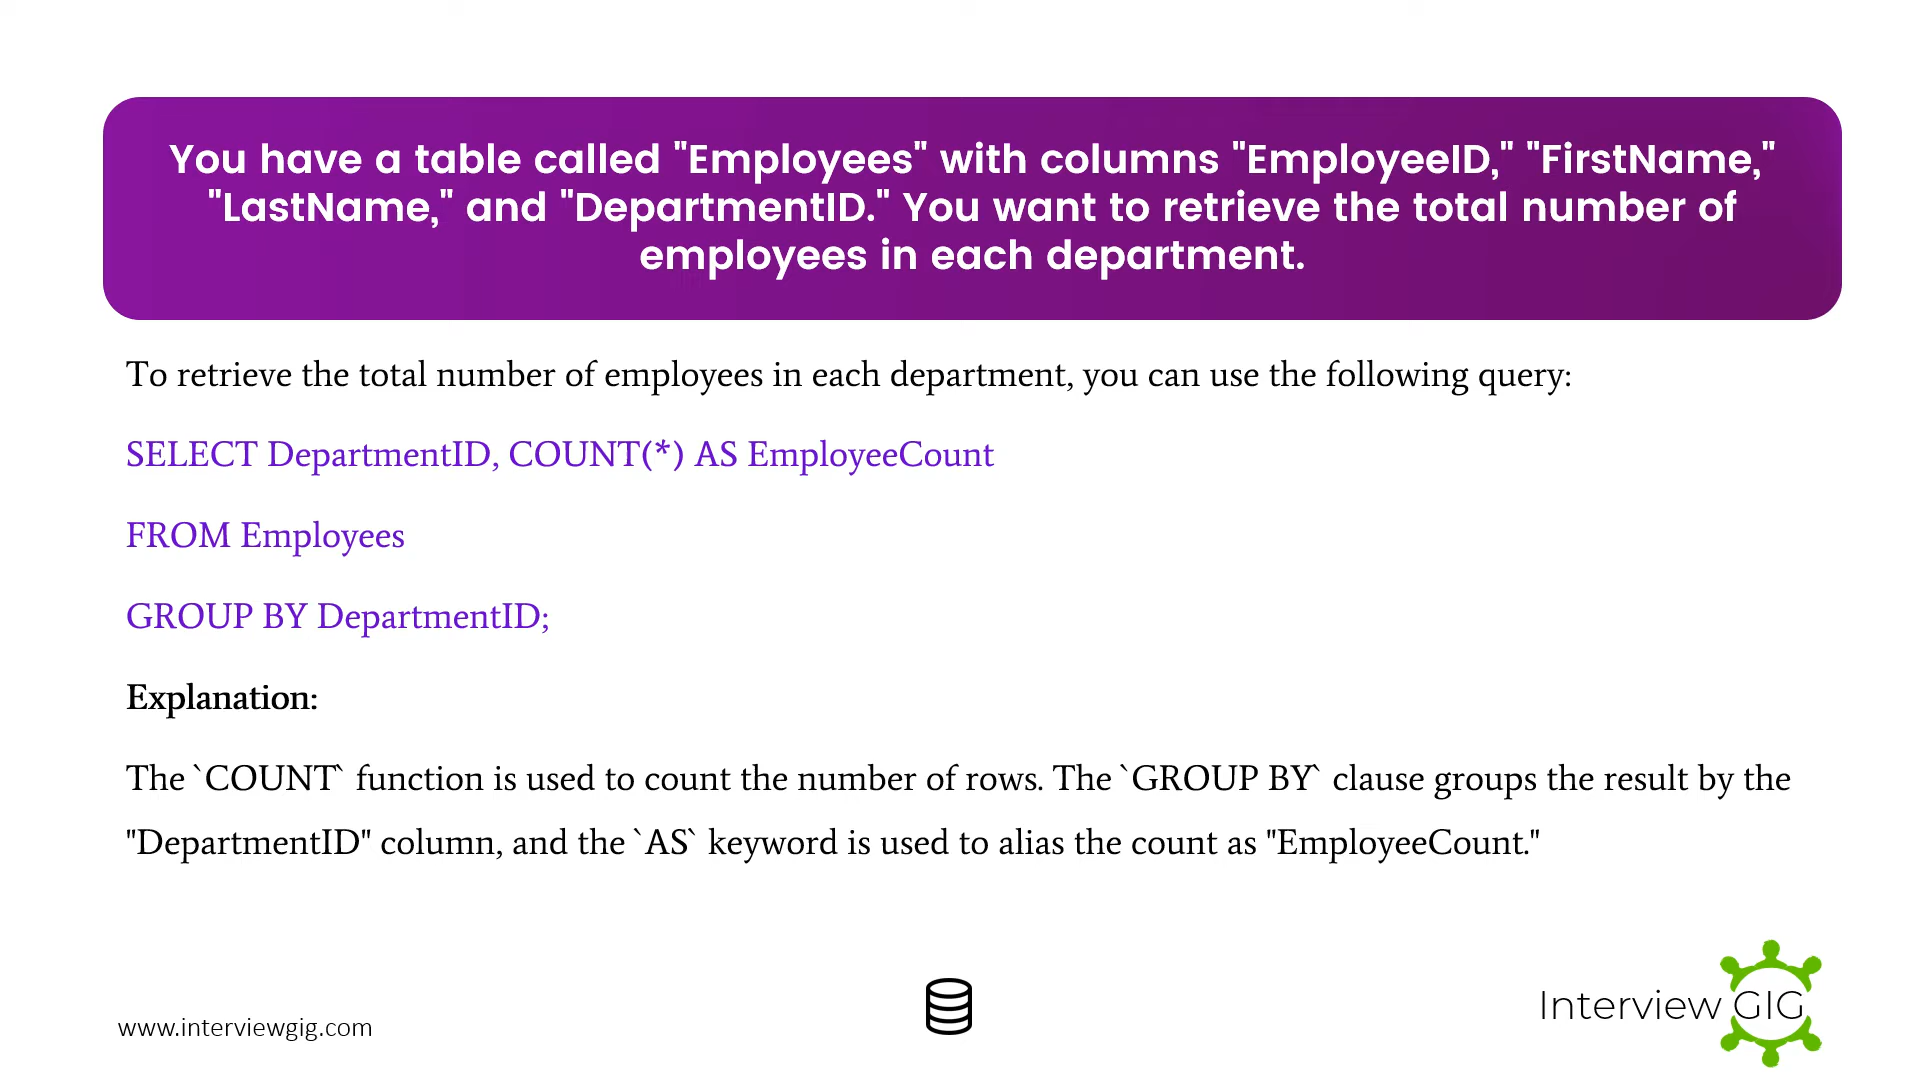 You have a table called "Employees" with columns "EmployeeID," "FirstName,"
"LastName," and "DepartmentID." You want to retrieve the total number of
employees in each department.
To retrieve the total number of employees in each department, you can use the following query:
SELECT DepartmentID, COUNT(*) AS EmployeeCount
FROM Employees
GROUP BY DepartmentID;
Explanation:
The `COUNT` function is used to count the number of rows. The `GROUP BY` clause groups the result by the
"DepartmentID" column, and the `AS` keyword is used to alias the count as "EmployeeCount."
www.interviewgig.com
Interview GIG